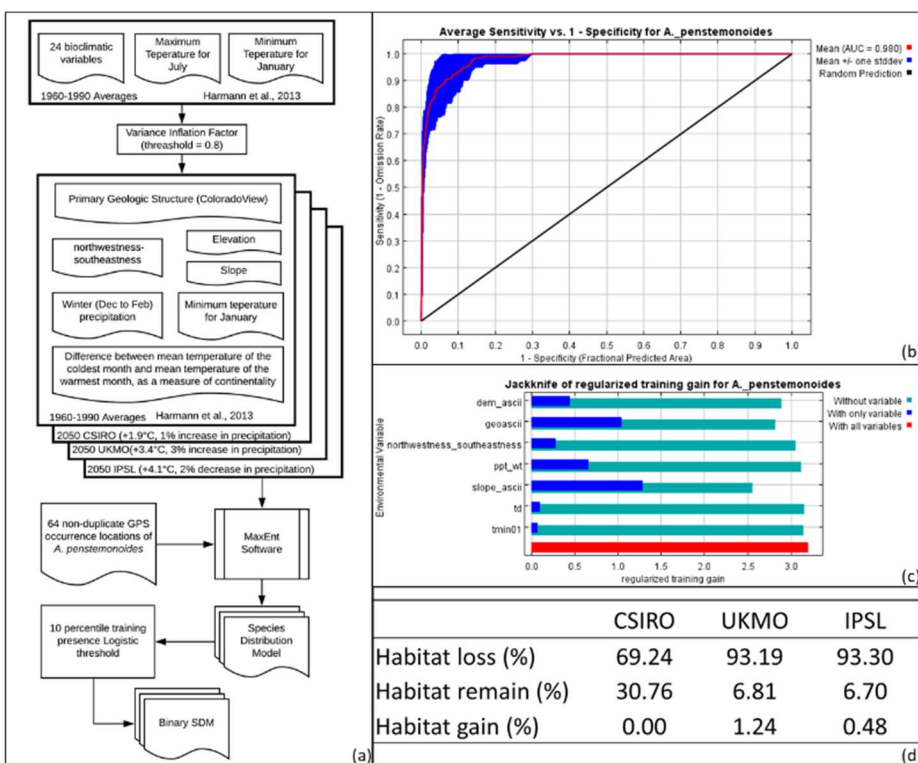 24 bioclimatic
variables
Maximum
Teperature for
July
Minimum
Temperature for
January
1960-1990 Averages Harmann et al., 2013
Variance Inflation Factor
(threashold = 0.8)
Primary Geologic Structure (ColoradoView)
northwestness-
southeastness
Elevation
Slope
Winter (Dec to Feb)
precipitation
Minimum teperature
for January
Difference between mean temperature of the
coldest month and mean temperature of the
warmest month, as a measure of continentality
1960-1990 Averages Harmann et al., 2013
2050 CSIRO (+1.9°C, 1% increase in precipitation)
2050 UKMO(+3.4°C, 3% increase in precipitation)
2050 IPSL (+4.1°C, 2% decrease in precipitation)
64 non-duplicate GPS
occurrence locations of
A. penstemonoides
MaxEnt
Software
10 percentile training
presence Logistic
threshold
Species
Distribution
Model
Binary SDM
(a)
Average Sensitivity vs. 1 - Specificity for A._penstemonoides
Mean (AUC = 0.980)
Mean +/- one stddev
Random Prediction
Sensitivity (1 - Omission Rate)
1.0
0.9
0.8
0.7
0.6
0.5
0.4
0.3
0.2
0.1
0.0
0.0 0.1 0.2 0.3 0.4 0.5 0.6 0.7 0.8 0.9 1.0
1 - Specificity (Fractional Predicted Area)
(b)
Jackknife of regularized training gain for A._penstemonoides
Without variable
With only variable
With all variables
Environmental Variable
dem_ascii
geoascii
northwestness_southeastness
ppt_wt
slope_ascii
td
tmin01
0.0 0.5 1.0 1.5 2.0 2.5 3.0
regularized training gain
(c)
CSIRO UKMO IPSL
Habitat loss (%) 69.24 93.19 93.30
Habitat remain (%) 30.76 6.81 6.70
Habitat gain (%) 0.00 1.24 0.48
(d)